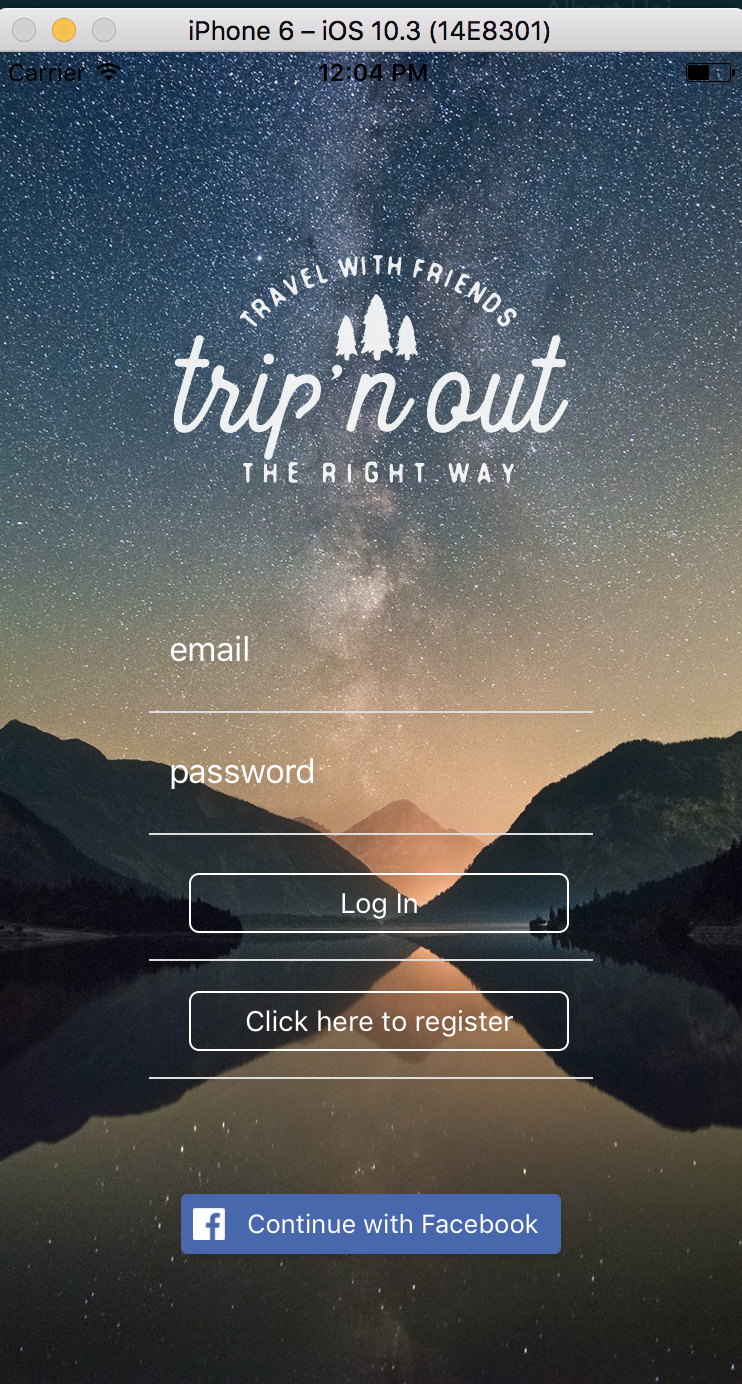 iPhone 6 – iOS 10.3 (14E8301)
Carrier 12:04 PM
TRAVEL WITH FRIENDS
trip'n out
THE RIGHT WAY
email
password
Log In
Click here to register
Continue with Facebook